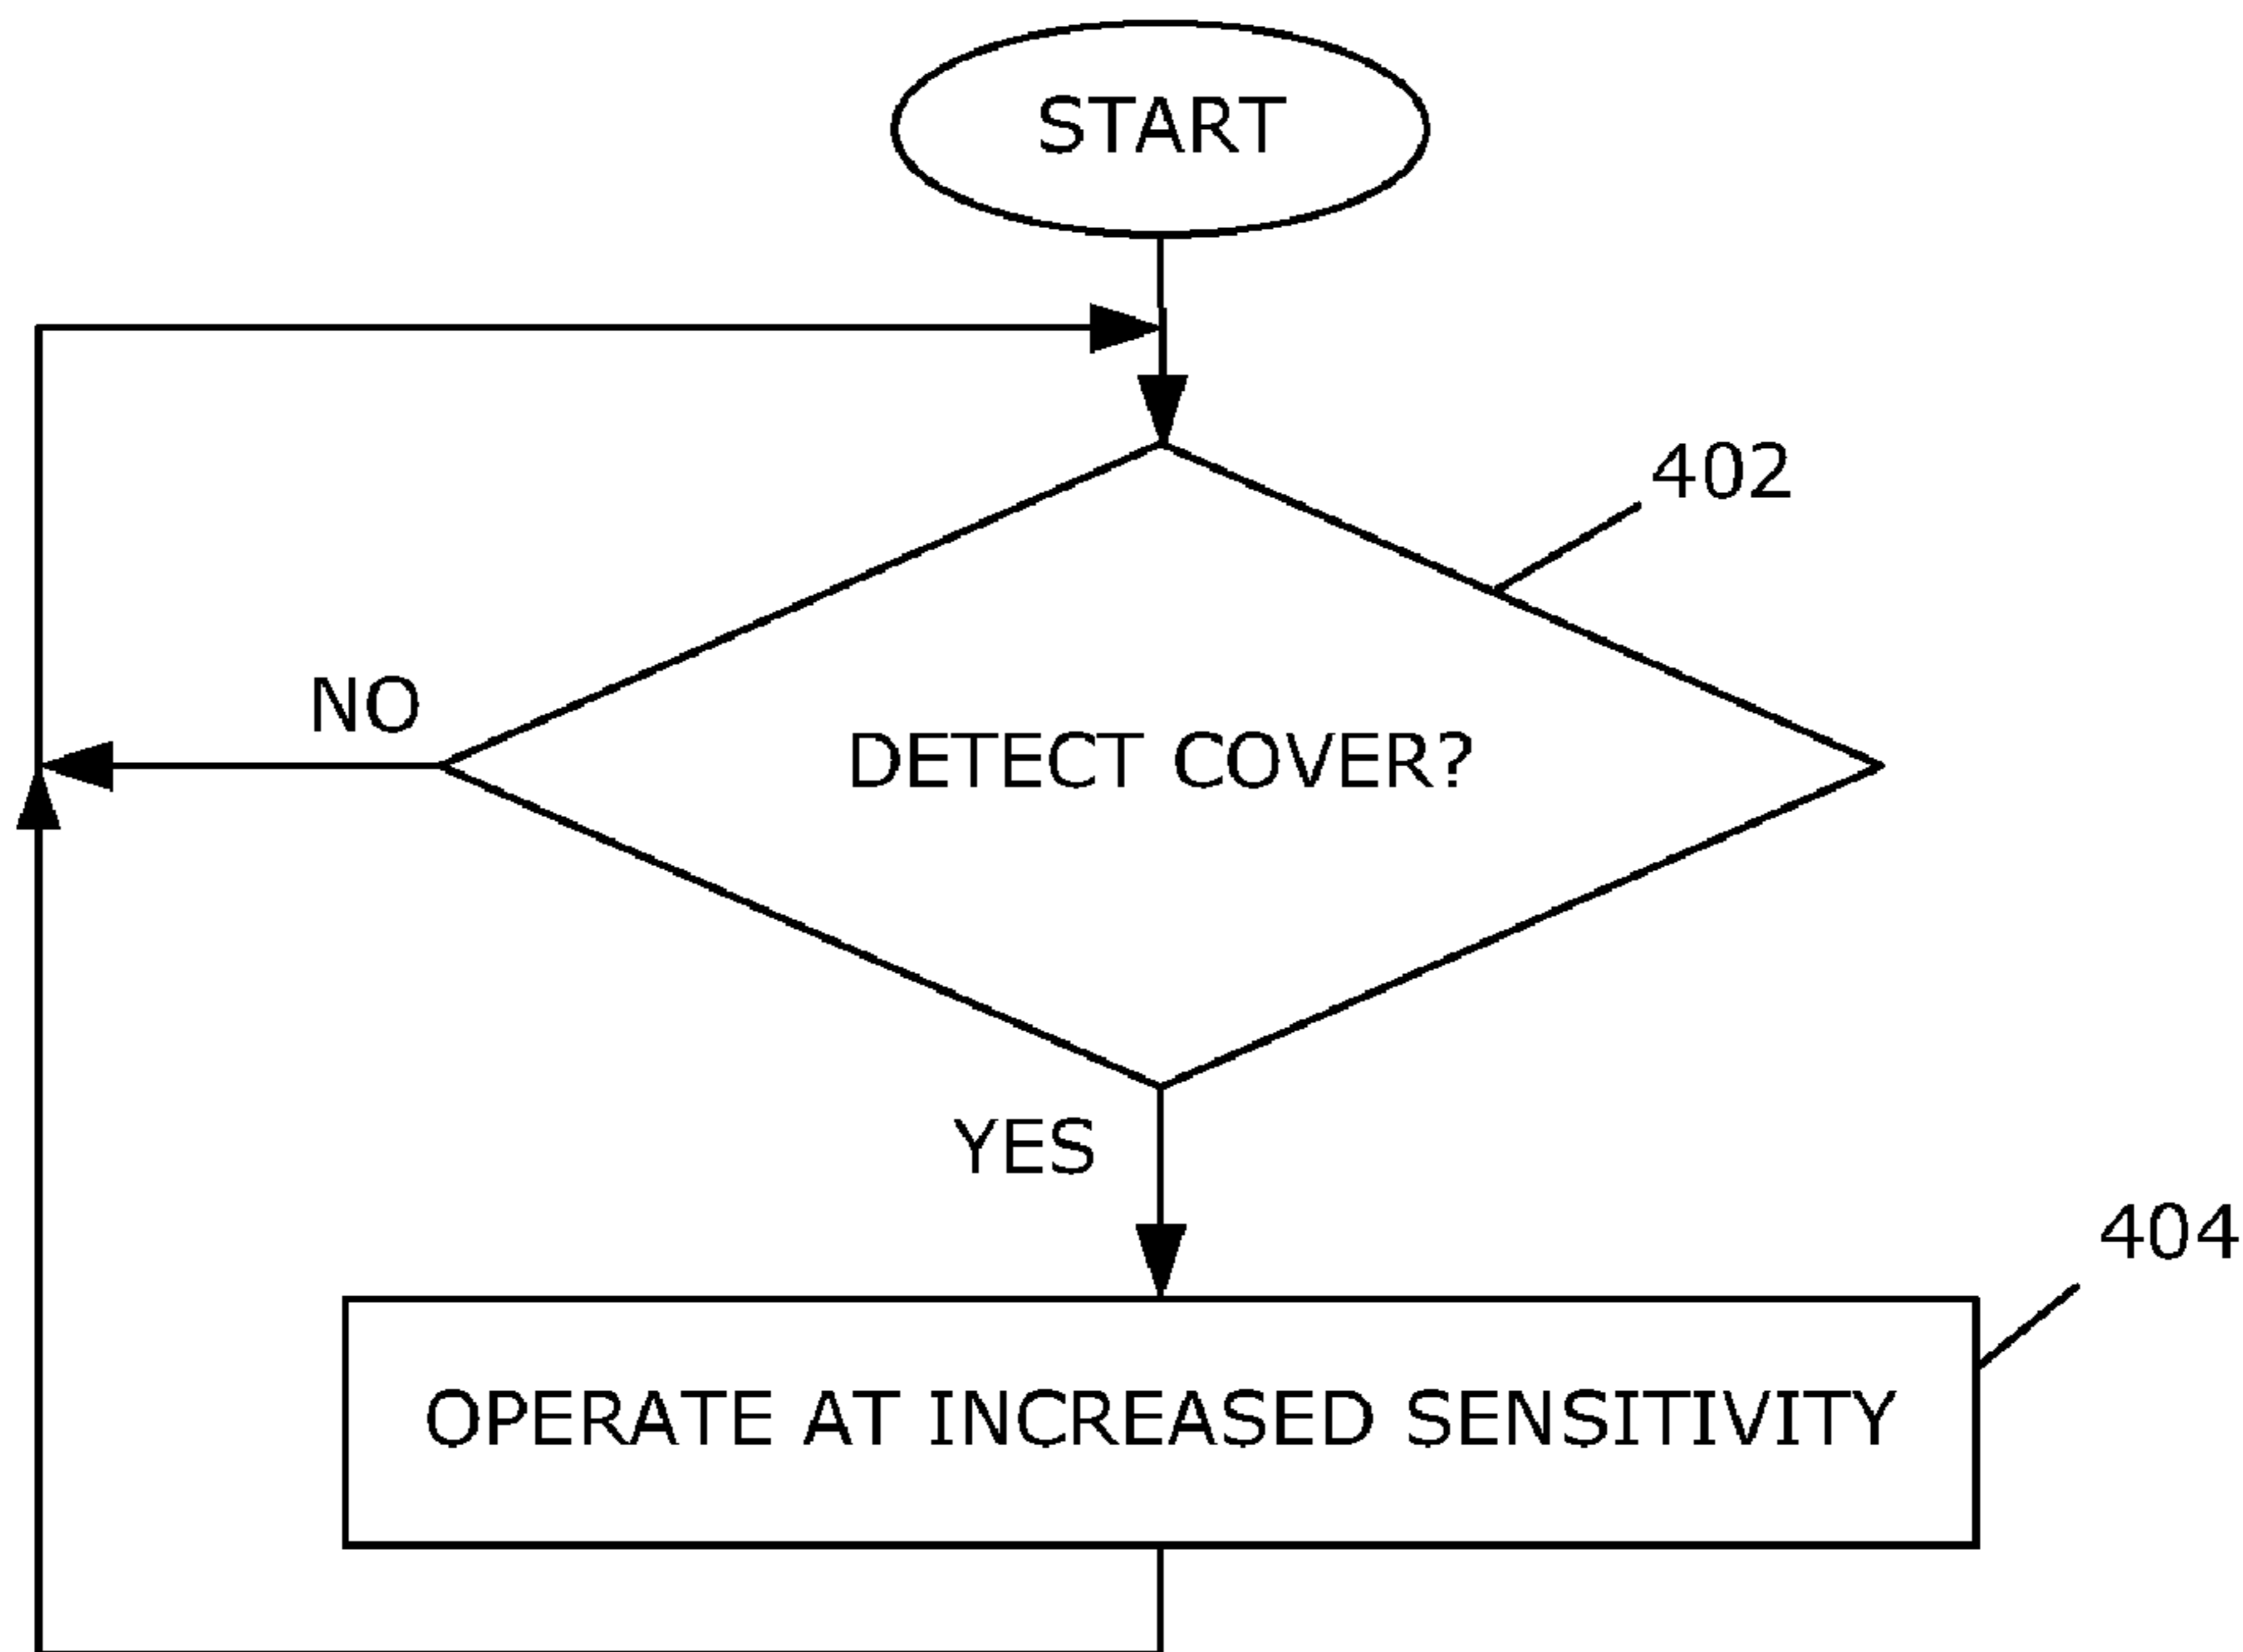 START
402
NO
DETECT COVER?
YES
404
OPERATE AT INCREASED SENSITIVITY